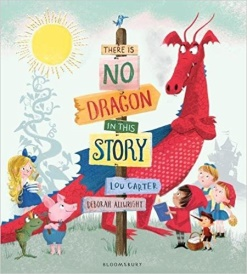 THERE IS
NO
DRAGON
IN THIS
STORY
LOU CARTER
DEBORAH ALLWRIGHT
BLOOMSBURY